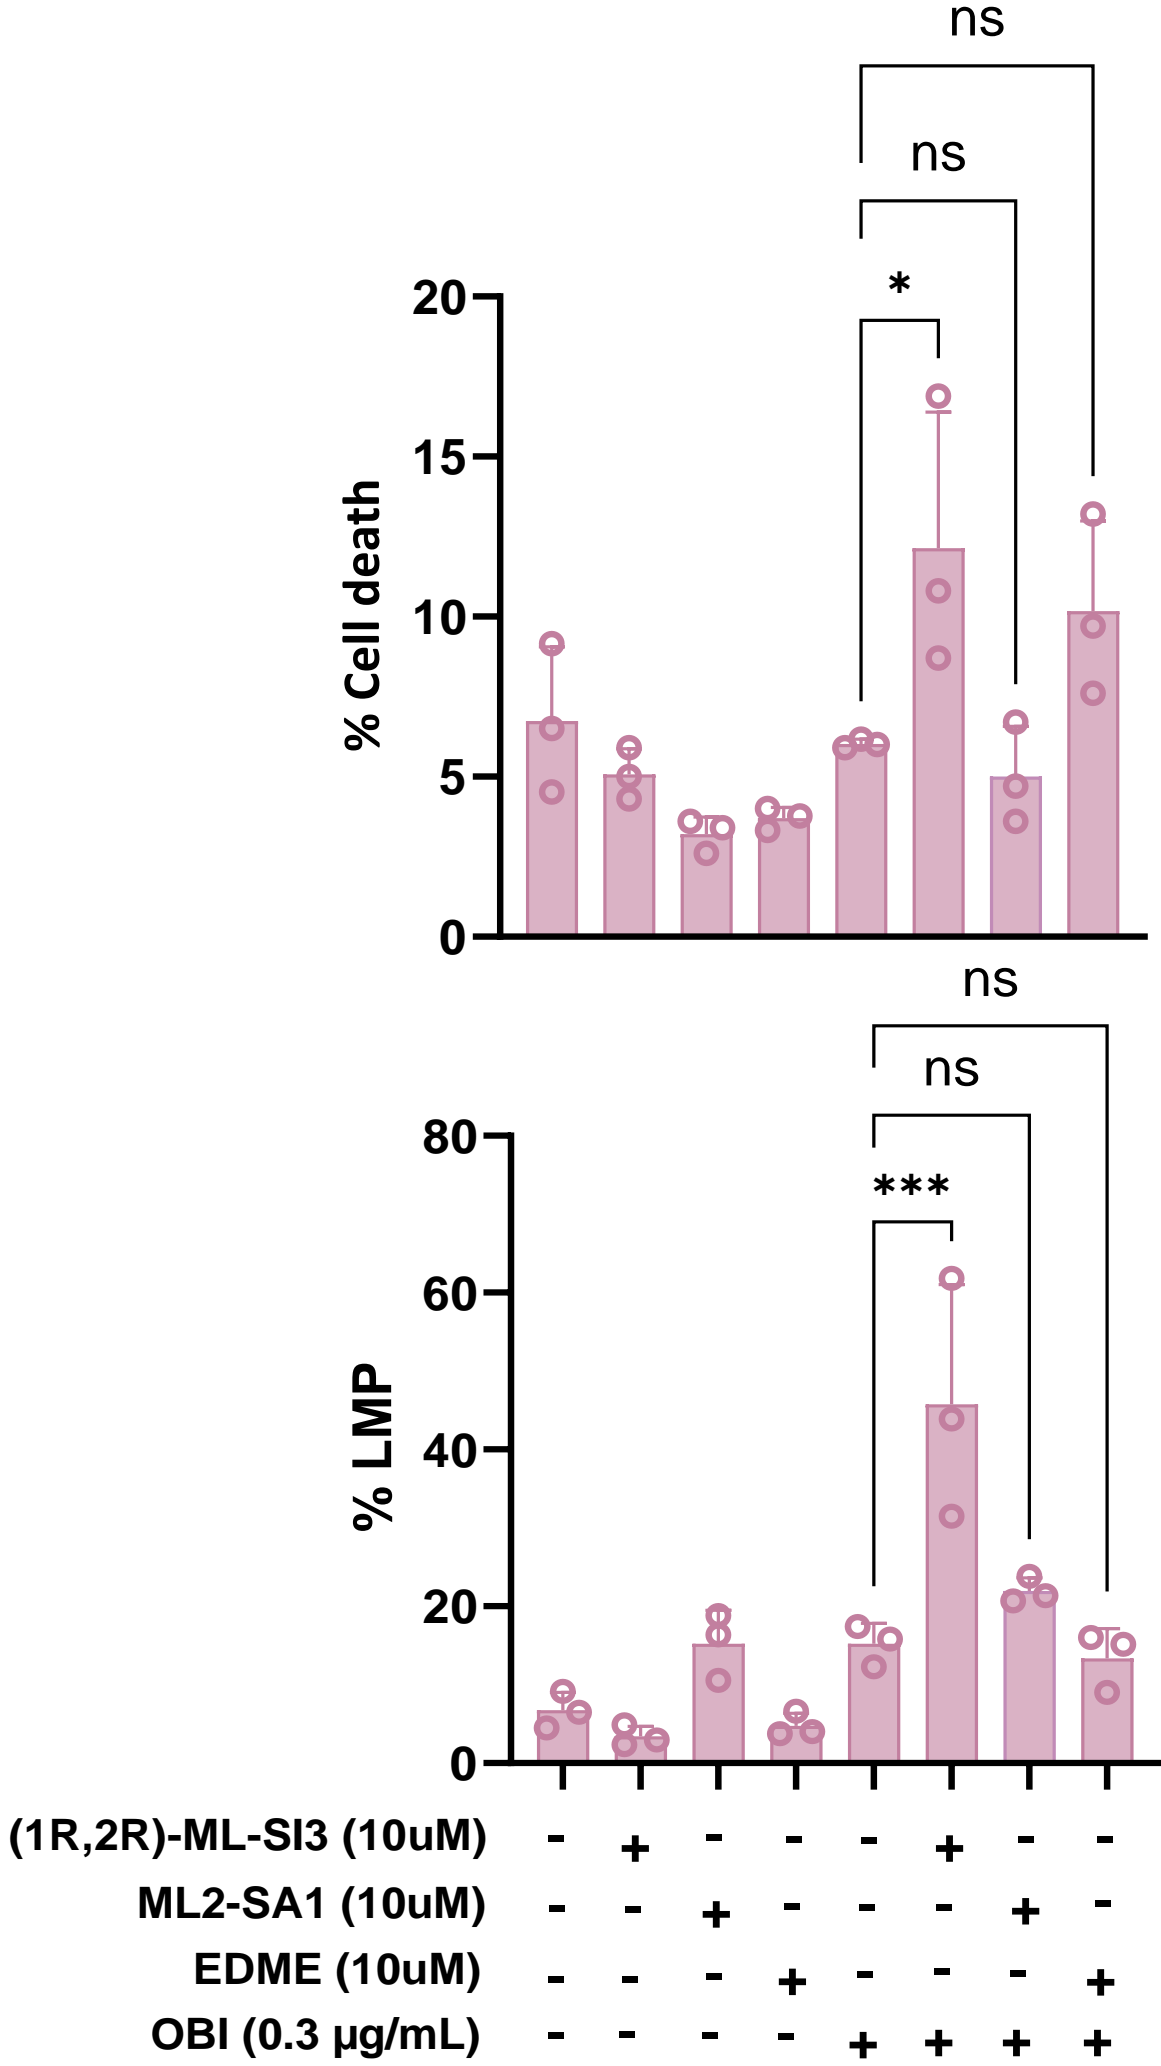 ns
ns
*
20
15
10
5
0
% Cell death
ns
ns
***
80
60
40
20
0
% LMP
(1R,2R)-ML-SI3 (10uM) - + - - - + - -
ML2-SA1 (10uM) - - + - - - + -
EDME (10uM) - - - + - - - +
OBI (0.3 µg/mL) - - - - + + + +